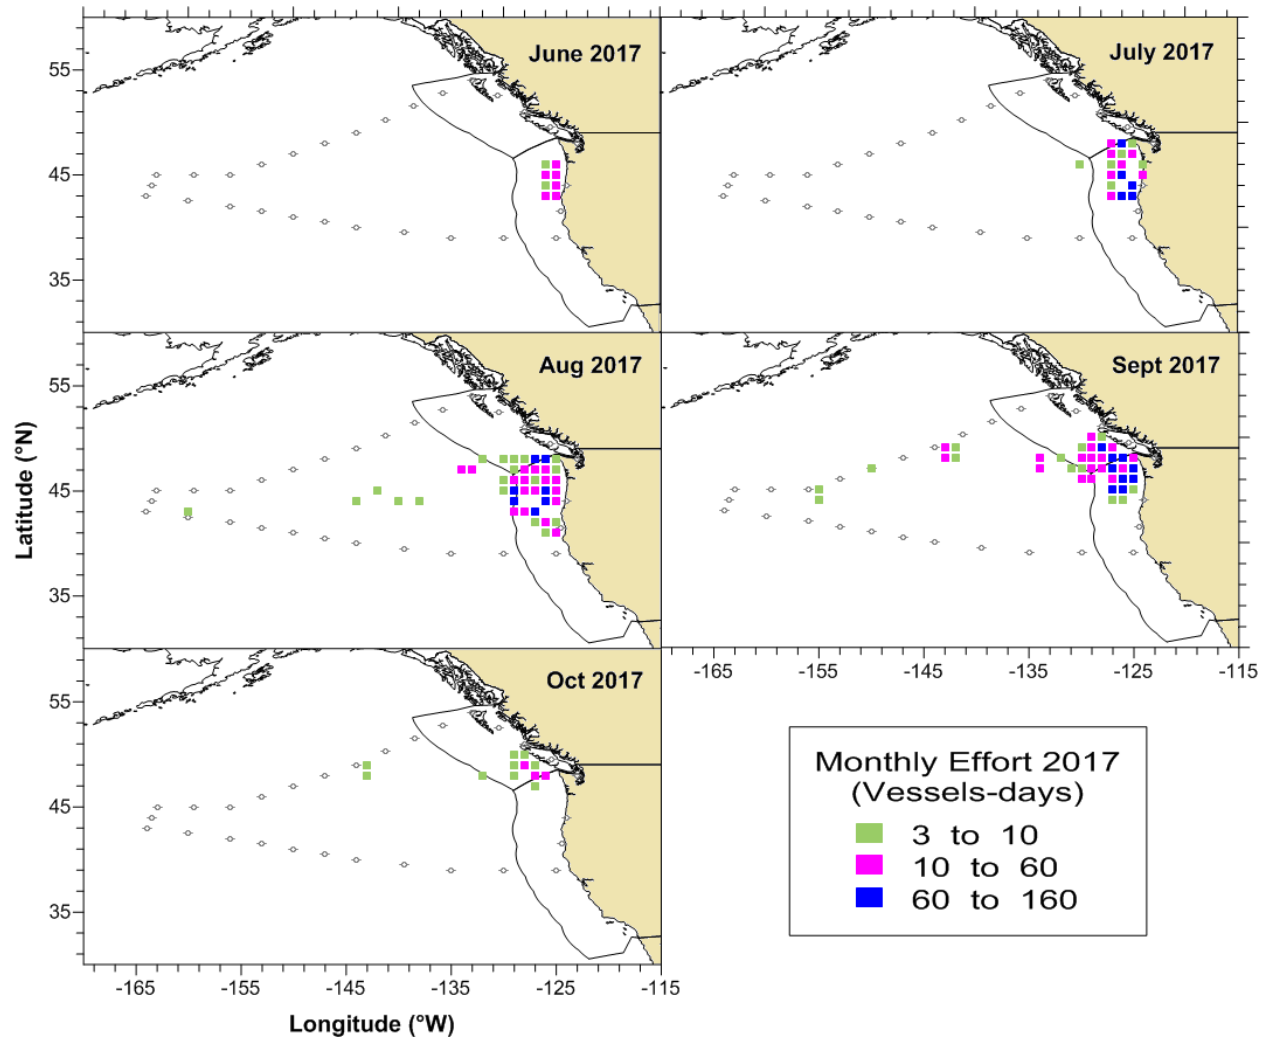 June 2017
July 2017
55
45
35
Aug 2017
Sept 2017
55
45
35
Latitude (°N)
-165
-155
-145
-135
-125
-115
Oct 2017
55
45
35
Monthly Effort 2017
(Vessels-days)
3 to 10
10 to 60
60 to 160
-165
-155
-145
-135
-125
-115
Longitude (°W)